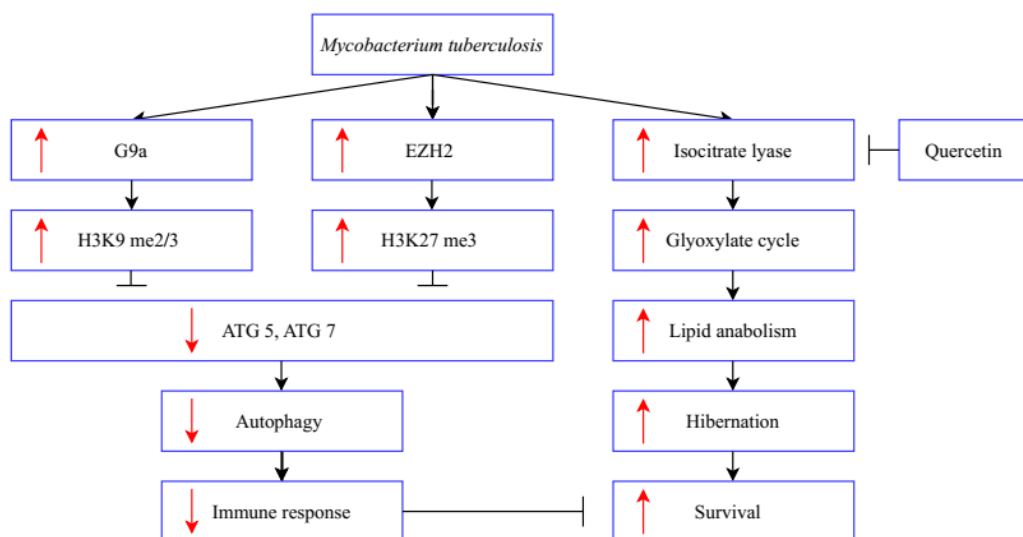 Mycobacterium tuberculosis
G9a
EZH2
Isocitrate lyase
Quercetin
H3K9 me2/3
H3K27 me3
Glyoxylate cycle
ATG 5, ATG 7
Lipid anabolism
Autophagy
Hibernation
Immune response
Survival